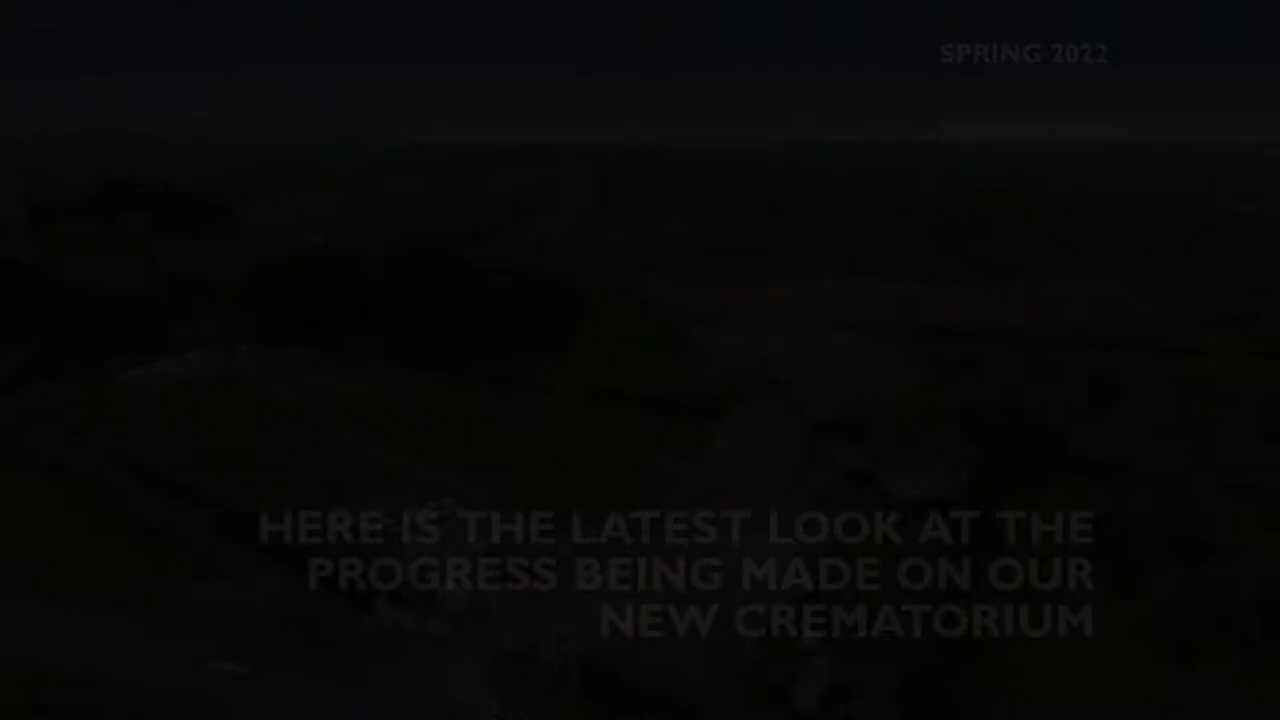 SPRING 2022
HERE IS THE LATEST LOOK AT THE
PROGRESS BEING MADE ON OUR
NEW CREMATORIUM